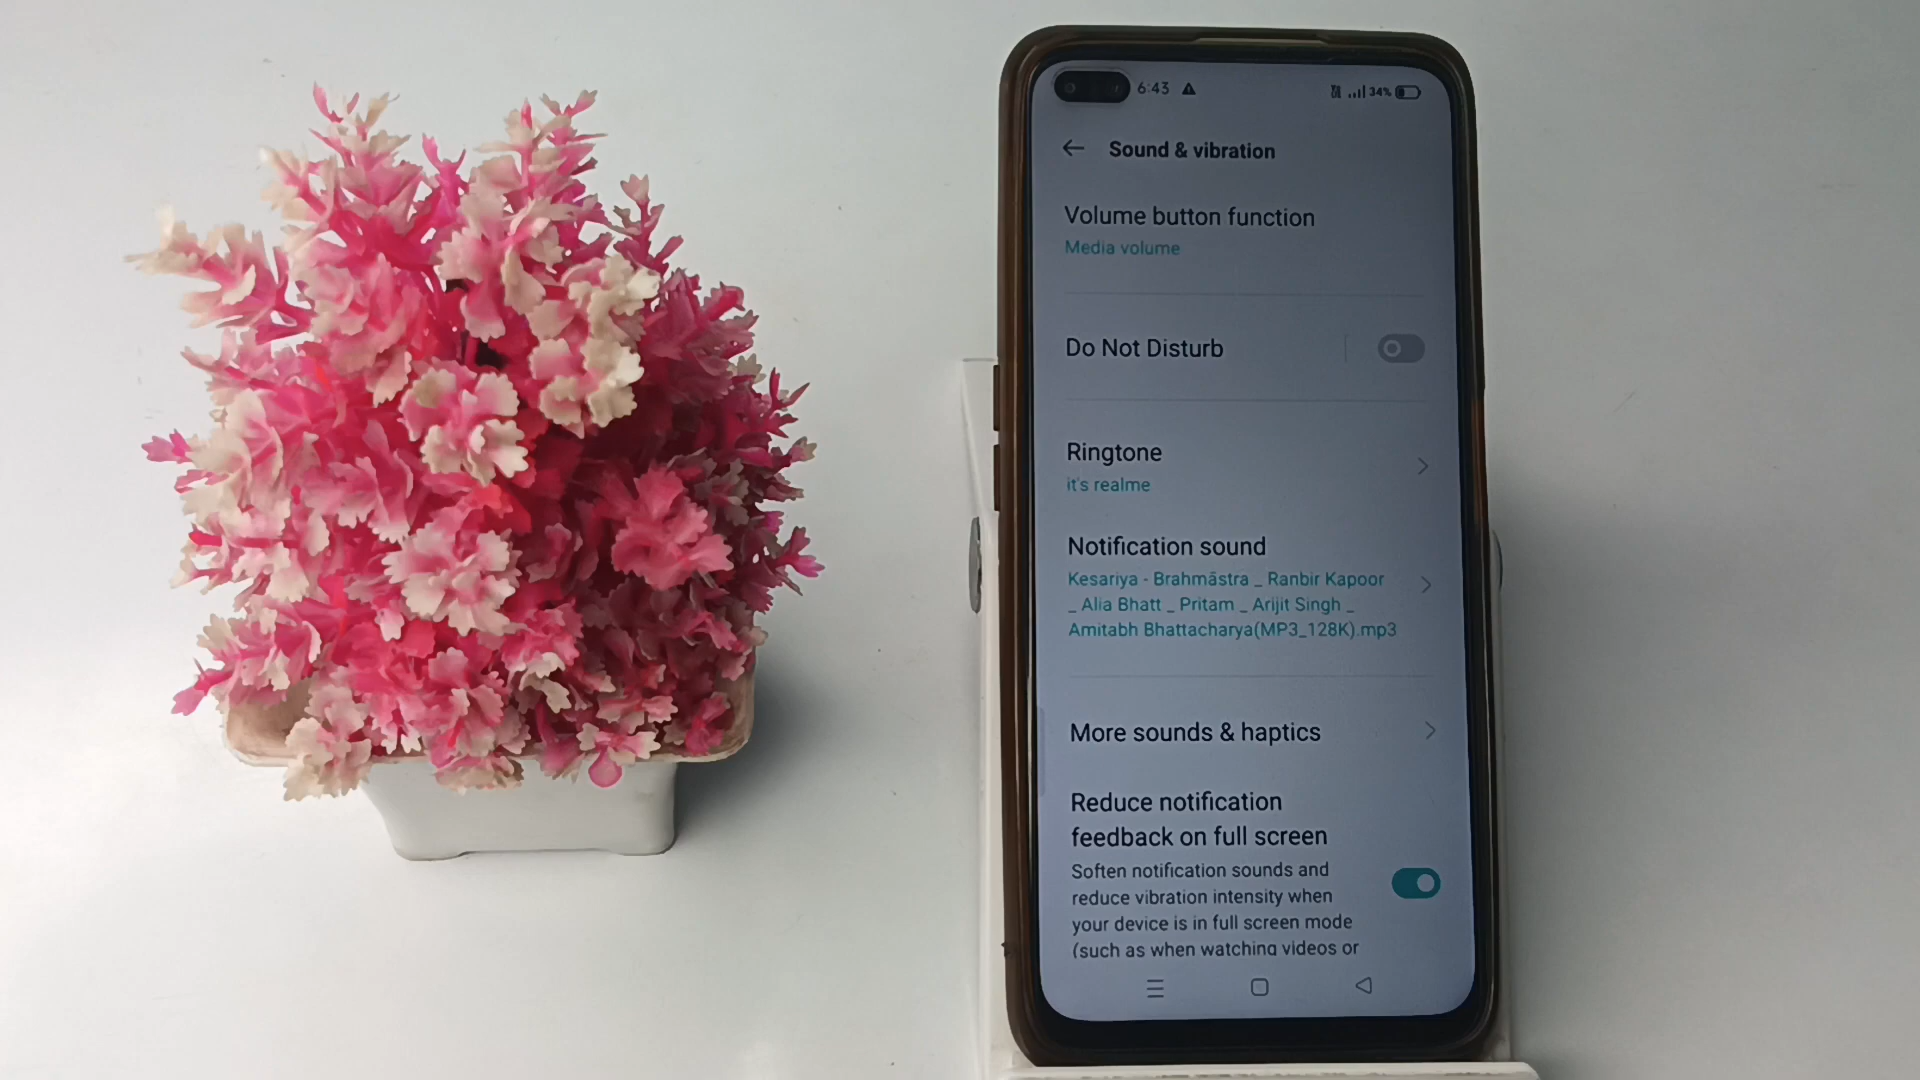 6:43
34%
Sound & vibration
Volume button function
Media volume
Do Not Disturb
Ringtone
it's realme
Notification sound
Kesariya - Brahmāstra _ Ranbir Kapoor
_ Alia Bhatt _ Pritam _ Arijit Singh _
Amitabh Bhattacharya(MP3_128K).mp3
More sounds & haptics
Reduce notification
feedback on full screen
Soften notification sounds and
reduce vibration intensity when
your device is in full screen mode
(such as when watching videos or